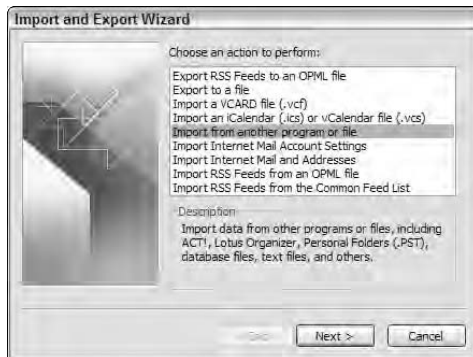 Import and Export Wizard
Choose an action to perform:
Export RSS Feeds to an OPML file
Export to a file
Import a VCARD file (.vcf)
Import an iCalendar (.ics) or vCalendar file (.vcs)
Import from another program or file
Import Internet Mail Account Settings
Import Internet Mail and Addresses
Import RSS Feeds from an OPML file
Import RSS Feeds from the Common Feed List
Description
Import data from other programs or files, including
ACT!, Lotus Organizer, Personal Folders (.PST),
database files, text files, and others.
Next >
Cancel